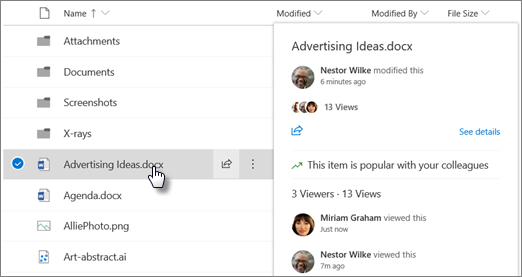 Name ↑ Modified Modified By File Size
Attachments
Documents
Screenshots
X-rays
Advertising Ideas.docx
Agenda.docx
AlliePhoto.png
Art-abstract.ai
Advertising Ideas.docx
Nestor Wilke modified this
6 minutes ago
13 Views
See details
This item is popular with your colleagues
3 Viewers · 13 Views
Miriam Graham viewed this
Just now
Nestor Wilke viewed this
7m ago